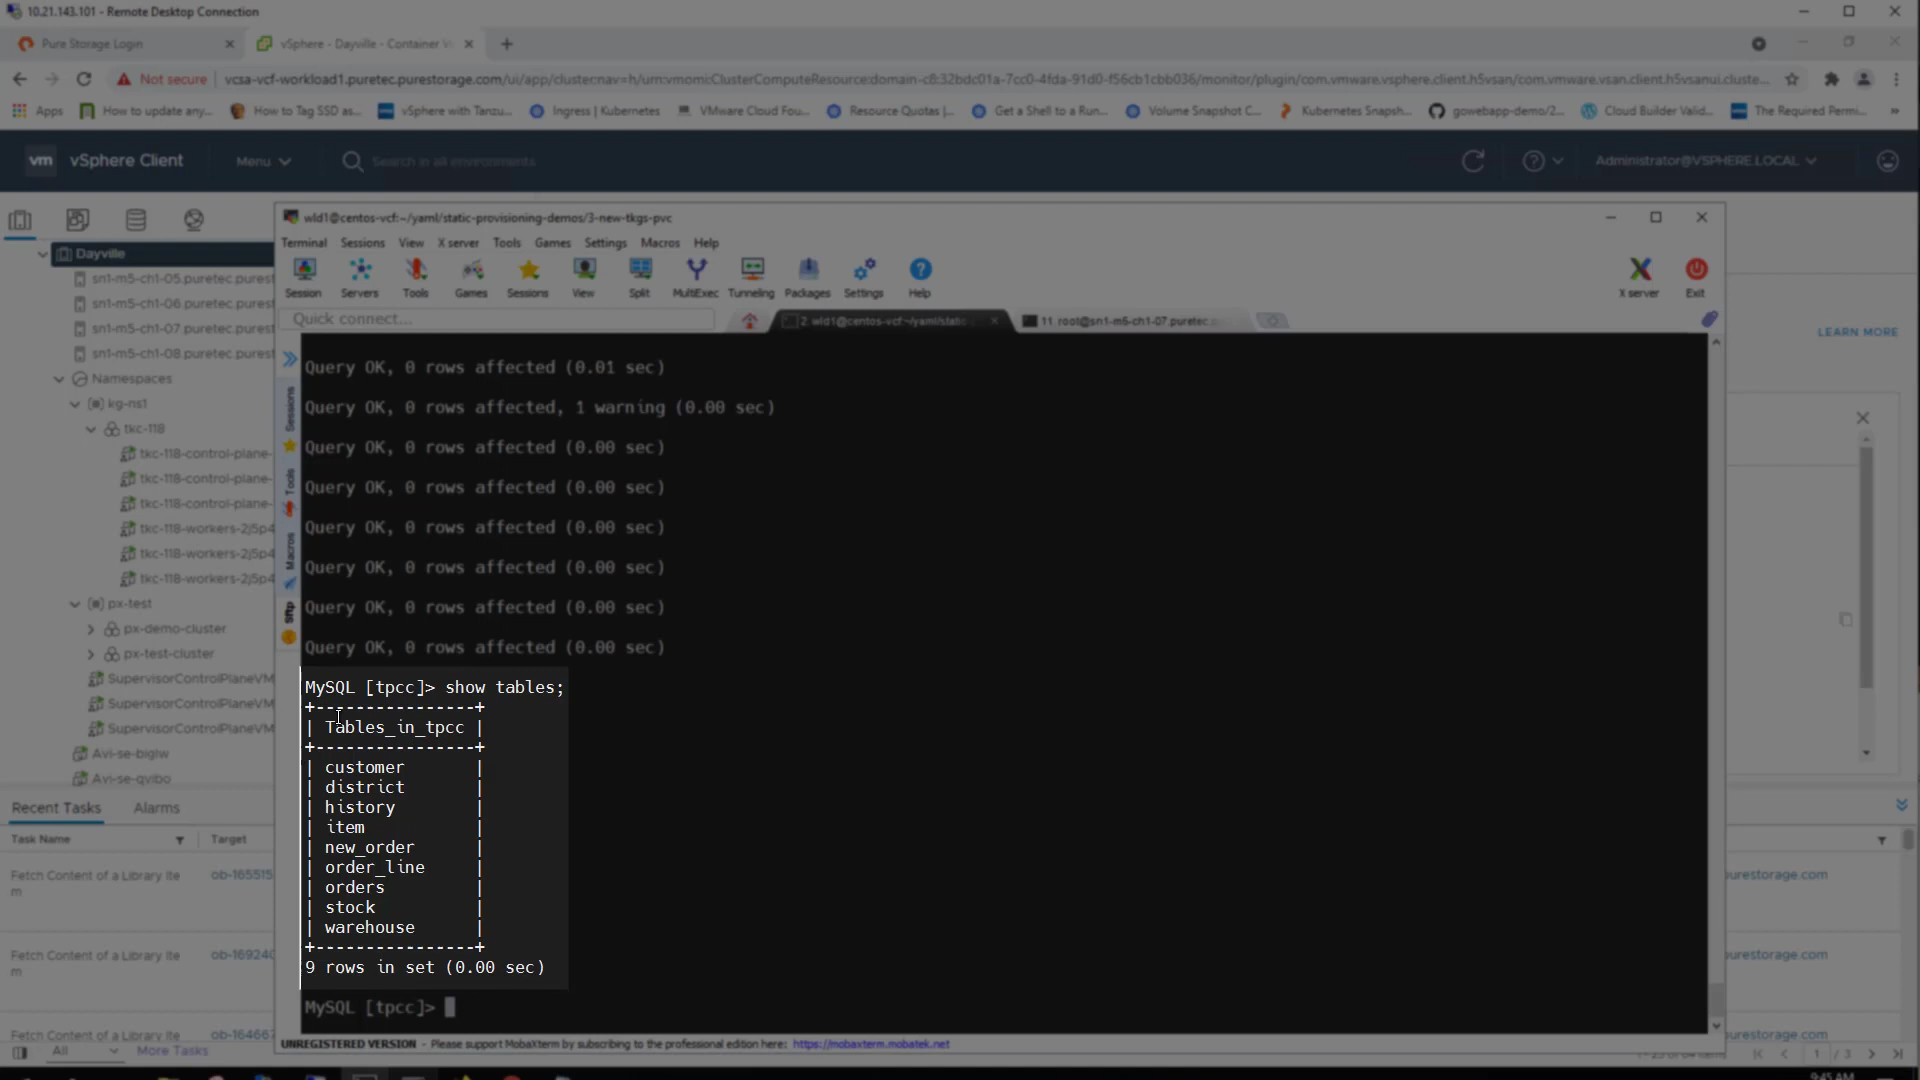 10.21.143.101 - Remote Desktop Connection
Pure Storage Login
vSphere - Dayville - Container V
Not secure
vcsa-vcf-workload1.puretec.purestorage.com/ui/app/cluster;nav=h/urn:vmomi:ClusterComputeResource:domain-c8:32bdc01a-7cc0-4fda-91d0-f56cb1cbb036/monitor/plugin/com.vmware.vsphere.client.h5vsan/com.vmware.vsan.client.h5vsanui.cluste...
Apps
How to update any...
How to Tag SSD as...
vSphere with Tanzu...
Ingress | Kubernetes
VMware Cloud Fou...
Resource Quotas |...
Get a Shell to a Run...
Volume Snapshot C...
Kubernetes Snapsh...
gowebapp-demo/2...
Cloud Builder Valid...
The Required Permi...
vm vSphere Client
Menu
Search in all environments
Administrator@VSPHERE.LOCAL
wld1@centos-vcf:~/yaml/static-provisioning-demos/3-new-tkgs-pvc
Terminal Sessions View X server Tools Games Settings Macros Help
Session Servers Tools Games Sessions View Split MultiExec Tunneling Packages Settings Help
X server Exit
Quick connect...
2. wld1@centos-vcf:~/yaml/static-
11. root@sn1-m5-ch1-07.puretec.
LEARN MORE
Dayville
sn1-m5-ch1-05.puretec.purest
sn1-m5-ch1-06.puretec.purest
sn1-m5-ch1-07.puretec.purest
sn1-m5-ch1-08.puretec.purest
Namespaces
kg-ns1
tkc-118
tkc-118-control-plane-
tkc-118-control-plane-
tkc-118-control-plane-
tkc-118-workers-2j5p4
tkc-118-workers-2j5p4
tkc-118-workers-2j5p4
px-test
px-demo-cluster
px-test-cluster
SupervisorControlPlaneVM
SupervisorControlPlaneVM
SupervisorControlPlaneVM
Avi-se-biglw
Avi-se-qvibo
Sessions
Tools
Macros
Sftp
Query OK, 0 rows affected (0.01 sec)
Query OK, 0 rows affected, 1 warning (0.00 sec)
Query OK, 0 rows affected (0.00 sec)
Query OK, 0 rows affected (0.00 sec)
Query OK, 0 rows affected (0.00 sec)
Query OK, 0 rows affected (0.00 sec)
Query OK, 0 rows affected (0.00 sec)
Query OK, 0 rows affected (0.00 sec)
MySQL [tpcc]> show tables;
+----------------+
| Tables_in_tpcc |
+----------------+
| customer |
| district |
| history |
| item |
| new_order |
| order_line |
| orders |
| stock |
| warehouse |
+----------------+
9 rows in set (0.00 sec)
MySQL [tpcc]>
UNREGISTERED VERSION - Please support MobaXterm by subscribing to the professional edition here: https://mobaxterm.mobatek.net
Recent Tasks Alarms
Task Name Target
Fetch Content of a Library Ite
m
ob-165515
urestorage.com
Fetch Content of a Library Ite
m
ob-16924
urestorage.com
Fetch Content of a Library Ite
ob-16466
urestorage.com
All
More Tasks
1 / 3
9:45 AM